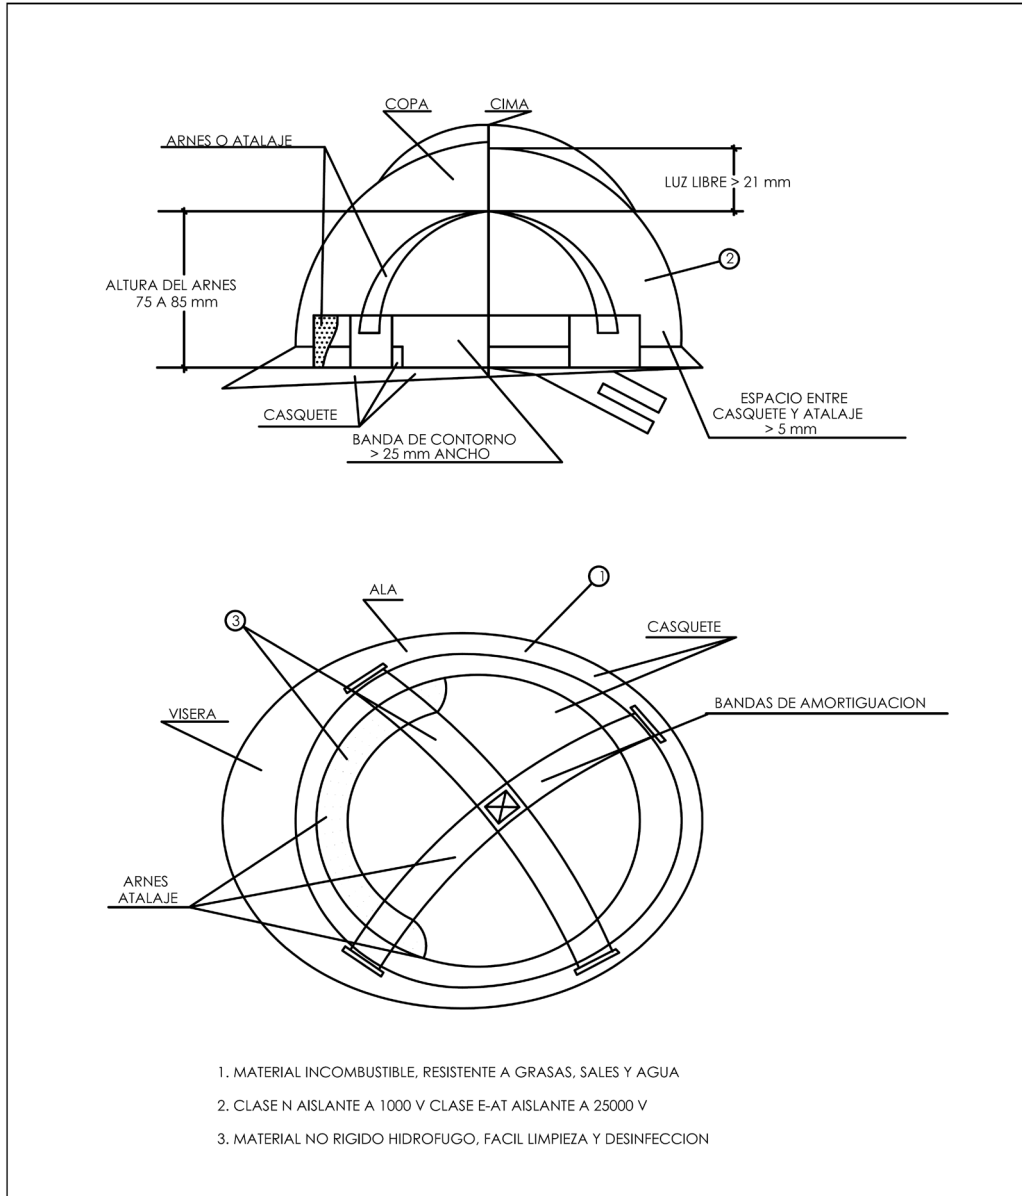 COPA
CIMA
ARNES O ATALAJE
LUZ LIBRE > 21 mm
2
ALTURA DEL ARNES
75 A 85 mm
ESPACIO ENTRE
CASQUETE Y ATALAJE
> 5 mm
CASQUETE
BANDA DE CONTORNO
> 25 mm ANCHO
1
ALA
3
CASQUETE
BANDAS DE AMORTIGUACION
VISERA
ARNES
ATALAJE
1. MATERIAL INCOMBUSTIBLE, RESISTENTE A GRASAS, SALES Y AGUA
2. CLASE N AISLANTE A 1000 V CLASE E-AT AISLANTE A 25000 V
3. MATERIAL NO RIGIDO HIDROFUGO, FACIL LIMPIEZA Y DESINFECCION